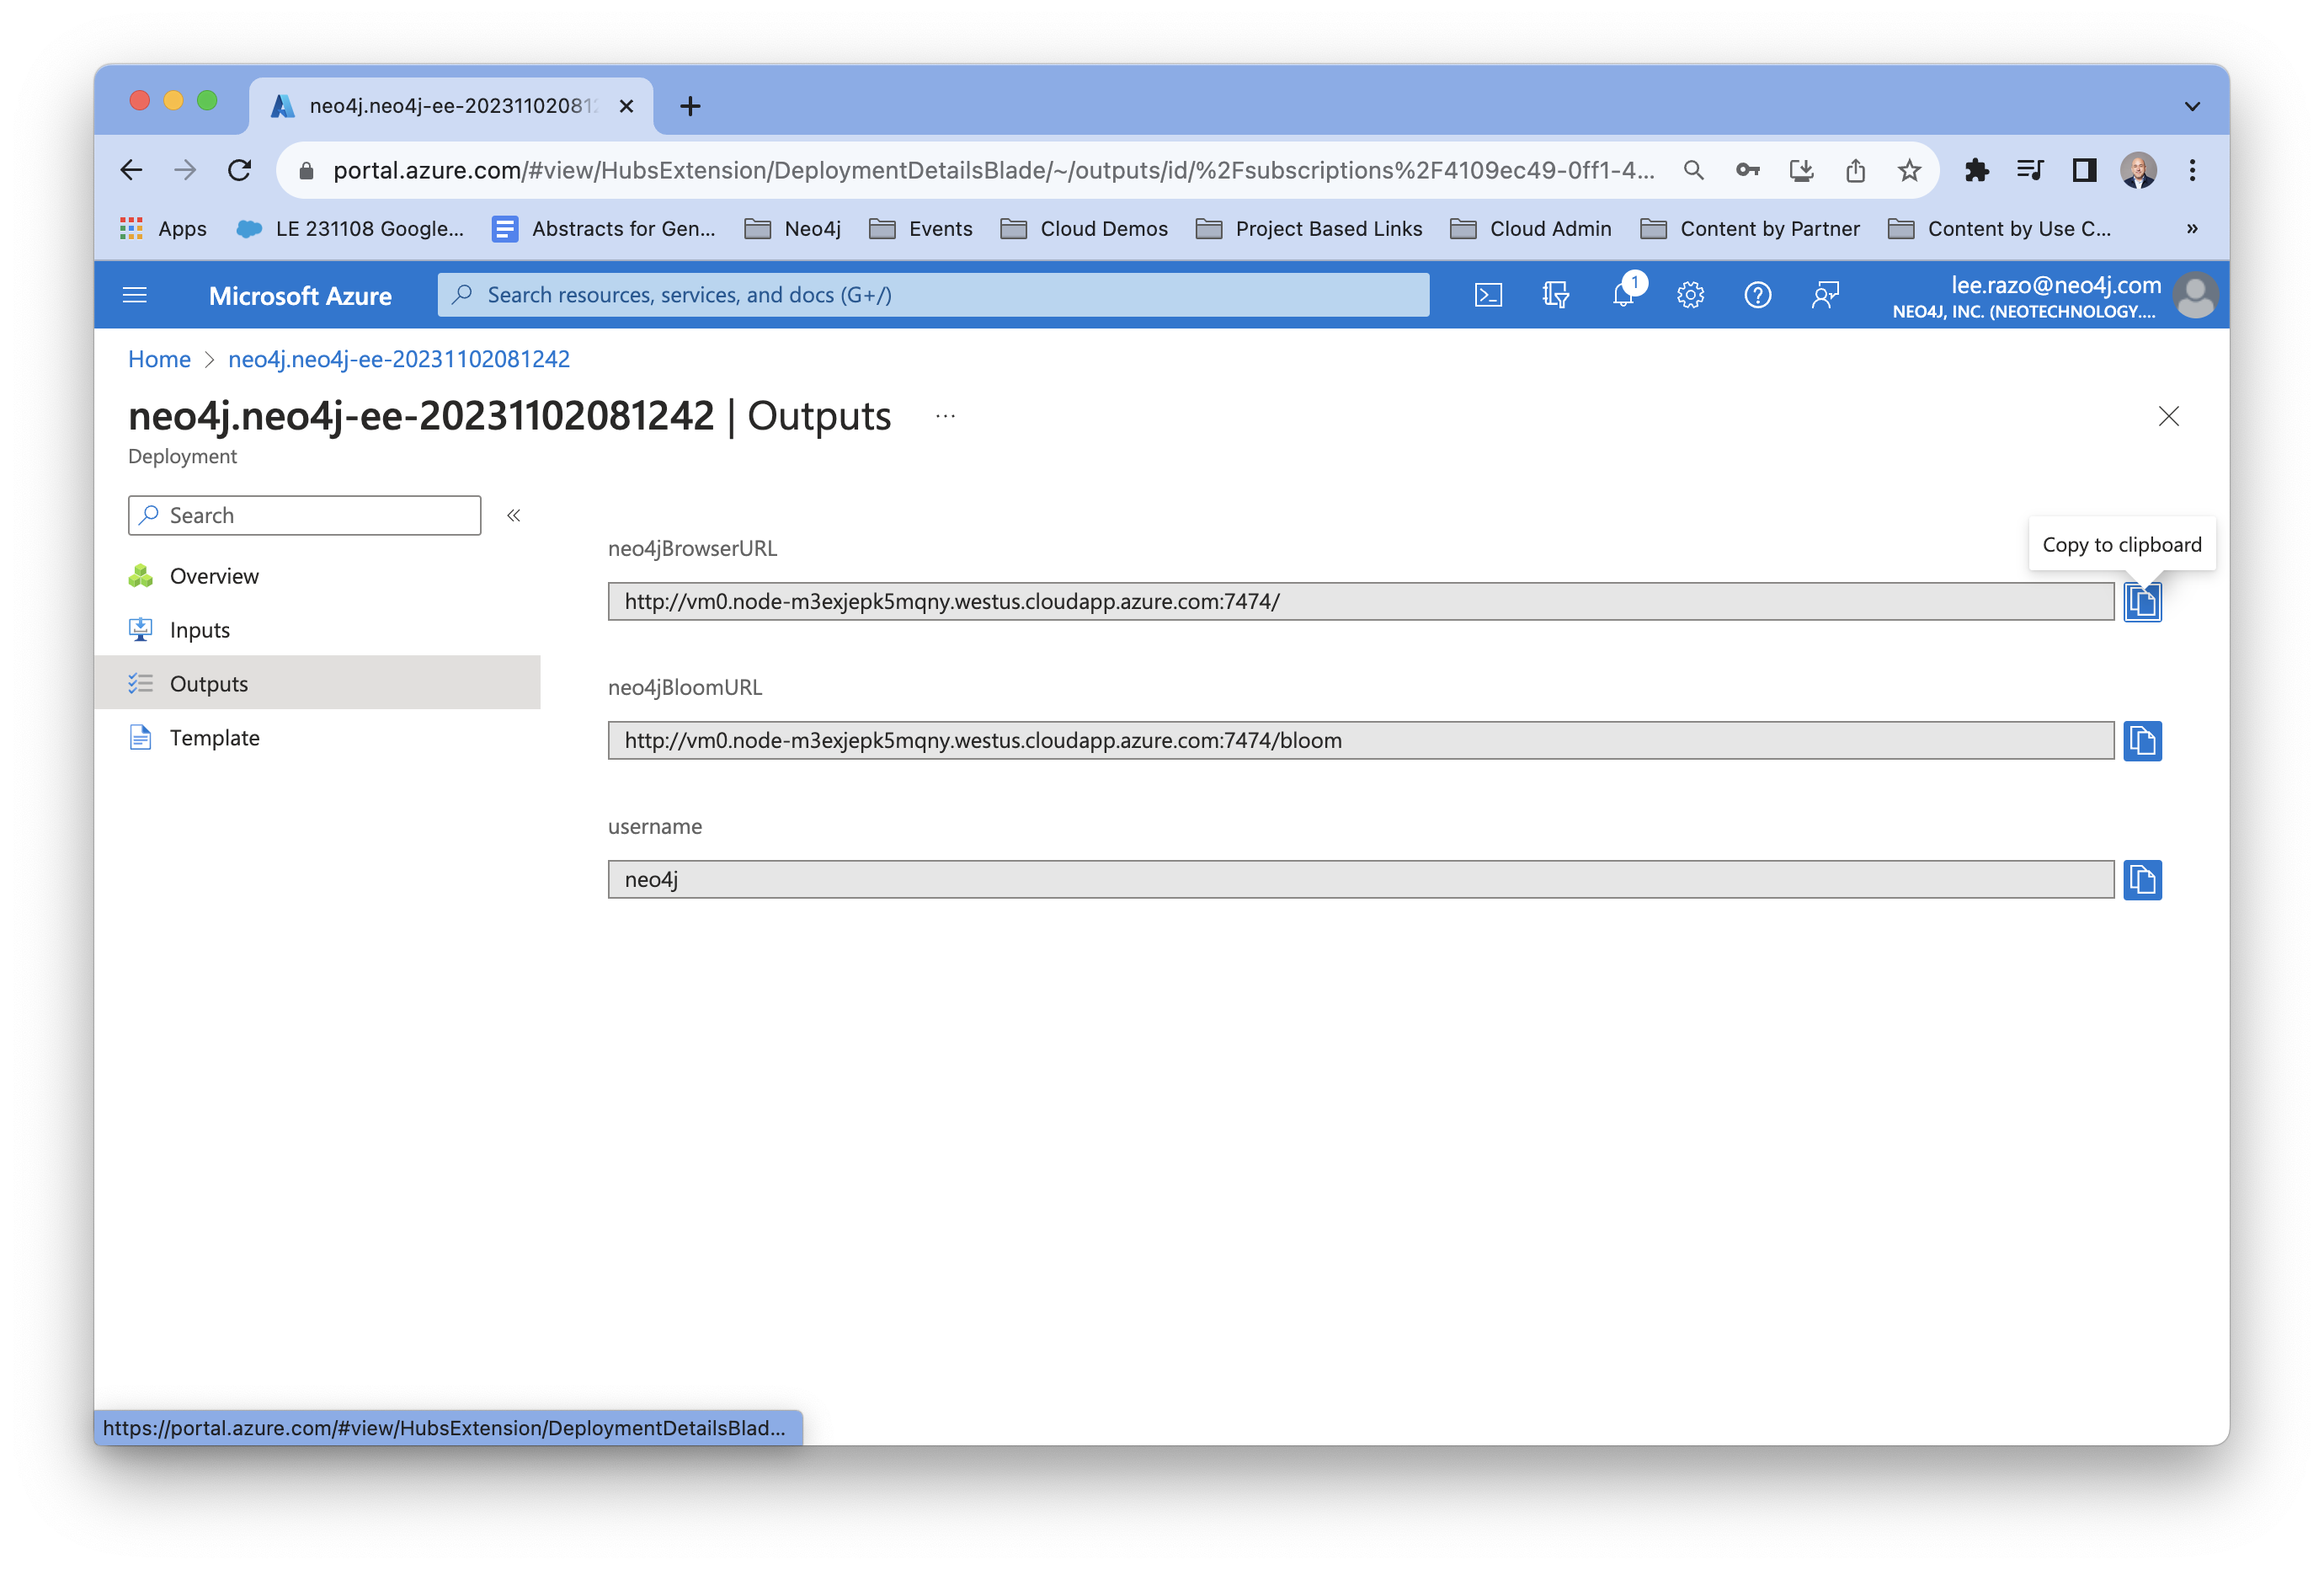 neo4j.neo4j-ee-202311020812
portal.azure.com/#view/HubsExtension/DeploymentDetailsBlade/~/outputs/id/%2Fsubscriptions%2F4109ec49-0ff1-4...
Apps LE 231108 Google... Abstracts for Gen... Neo4j Events Cloud Demos Project Based Links Cloud Admin Content by Partner Content by Use C... »
Microsoft Azure Search resources, services, and docs (G+/) 1 lee.razo@neo4j.com
NEO4J, INC. (NEOTECHNOLOGY....
Home > neo4j.neo4j-ee-20231102081242
neo4j.neo4j-ee-20231102081242 | Outputs ...
Deployment
Search «
Overview
Inputs
Outputs
Template
Copy to clipboard
neo4jBrowserURL
http://vm0.node-m3exjepk5mqny.westus.cloudapp.azure.com:7474/
neo4jBloomURL
http://vm0.node-m3exjepk5mqny.westus.cloudapp.azure.com:7474/bloom
username
neo4j
https://portal.azure.com/#view/HubsExtension/DeploymentDetailsBlad...